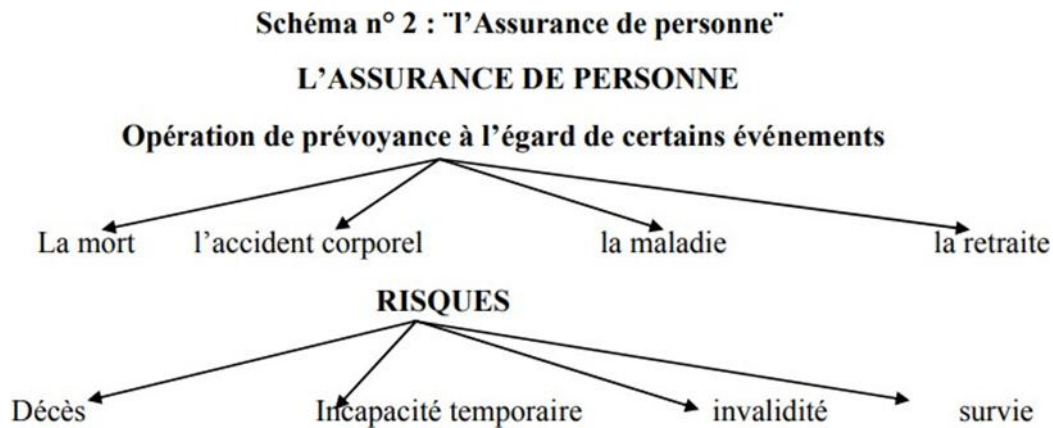 Schéma n° 2 : ¨l’Assurance de personne¨
L’ASSURANCE DE PERSONNE
Opération de prévoyance à l’égard de certains événements
La mort l’accident corporel la maladie la retraite
RISQUES
Décès Incapacité temporaire invalidité survie